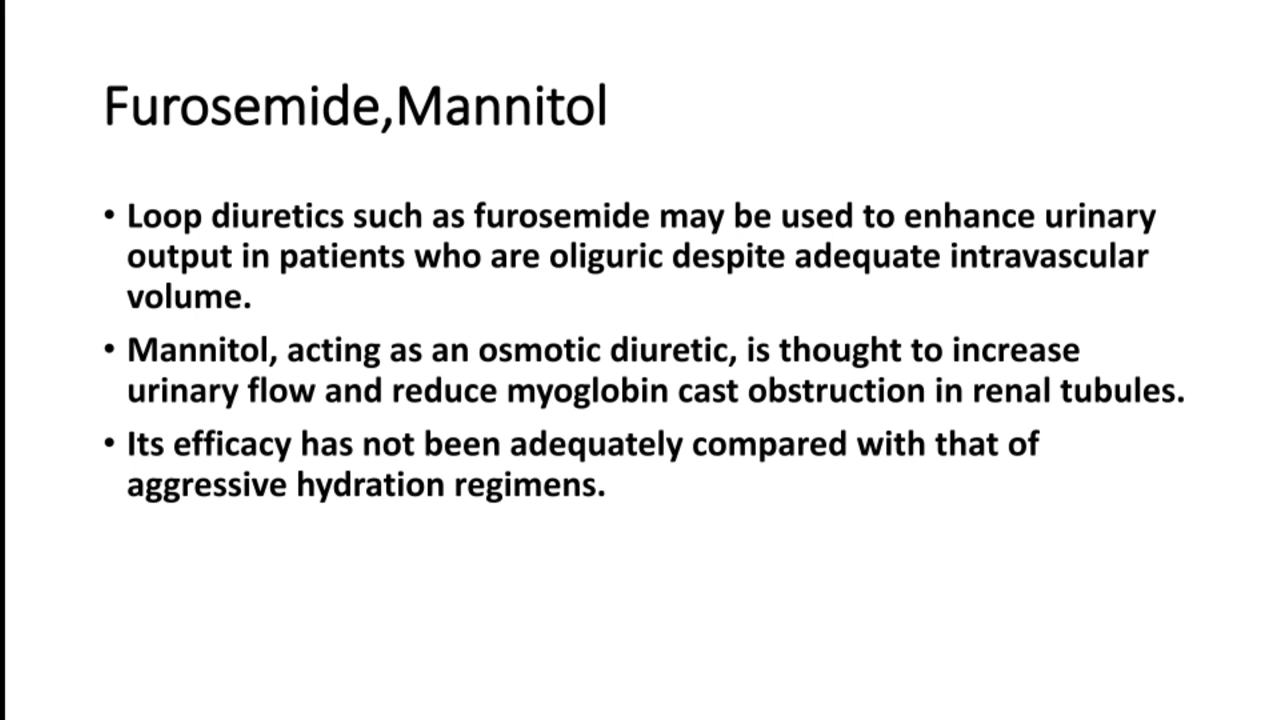 Furosemide,Mannitol
• Loop diuretics such as furosemide may be used to enhance urinary
output in patients who are oliguric despite adequate intravascular
volume.
• Mannitol, acting as an osmotic diuretic, is thought to increase
urinary flow and reduce myoglobin cast obstruction in renal tubules.
• Its efficacy has not been adequately compared with that of
aggressive hydration regimens.